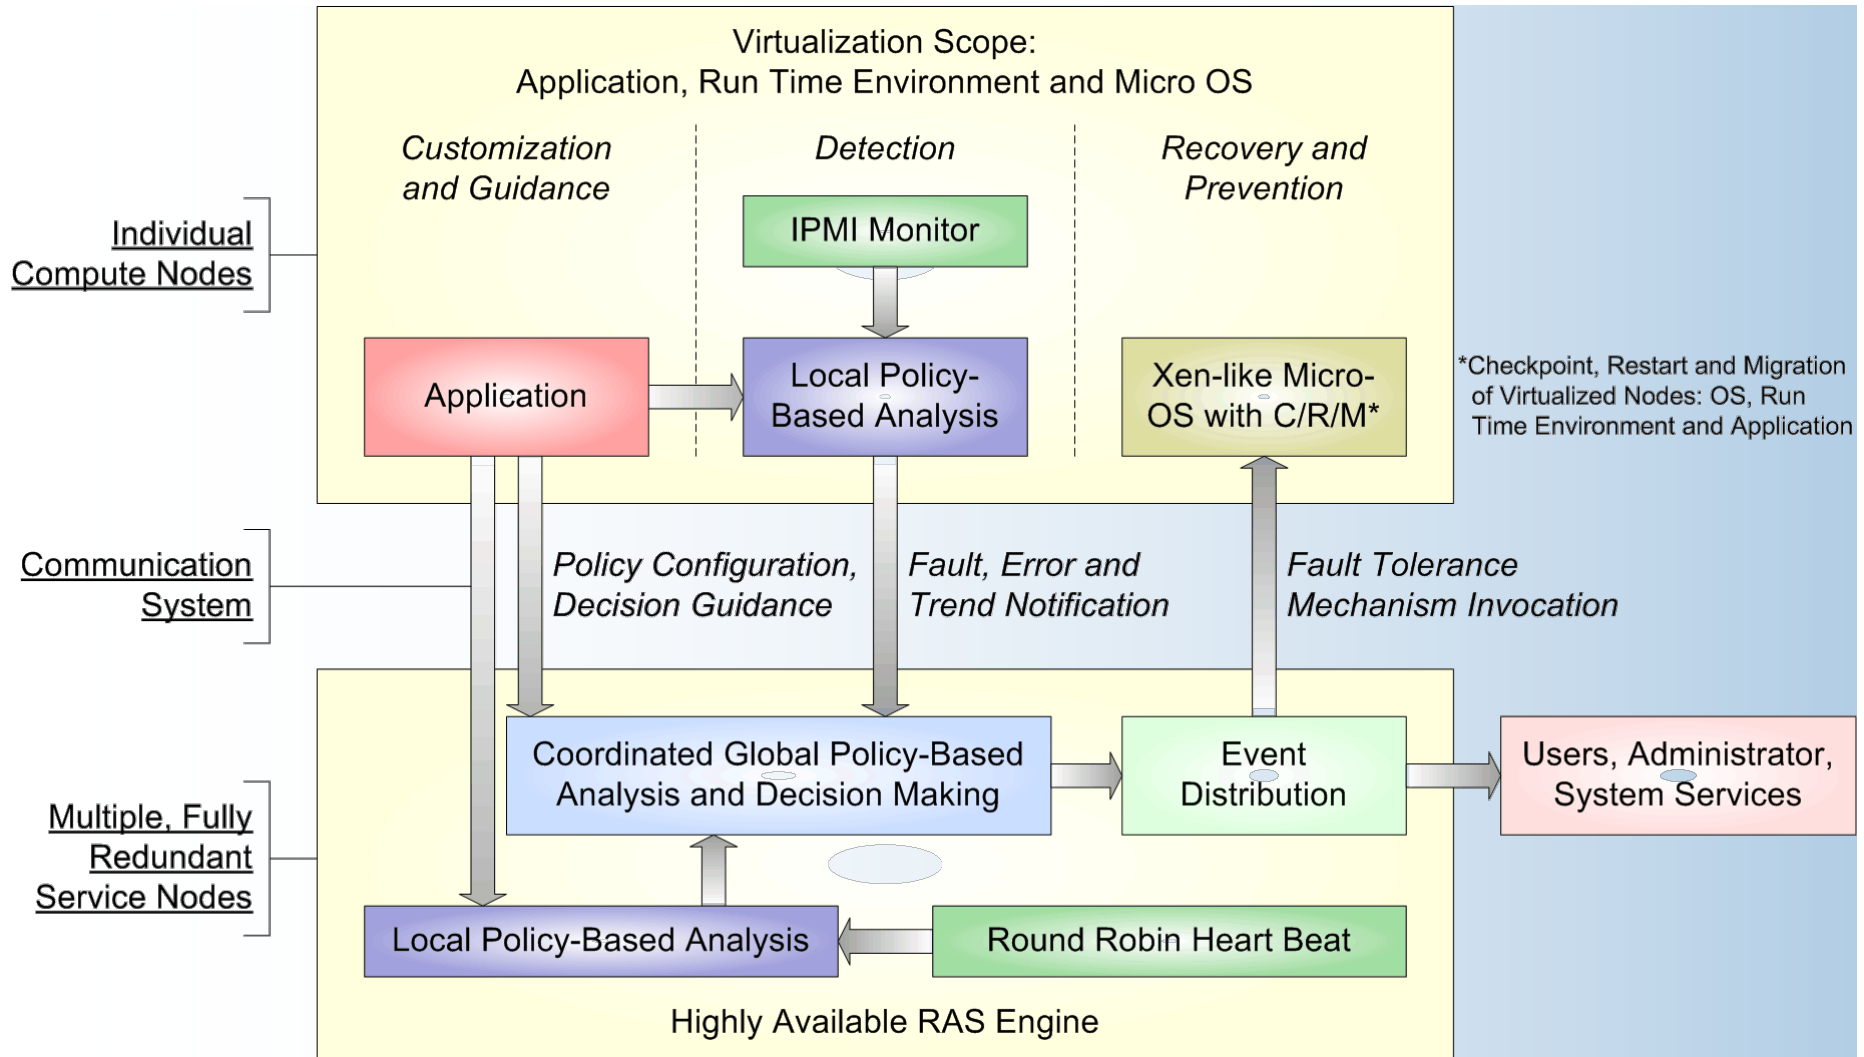 Virtualization Scope:
Application, Run Time Environment and Micro OS
Customization
and Guidance
Detection
Recovery and
Prevention
Individual
Compute Nodes
IPMI Monitor
Application
Local Policy-
Based Analysis
Xen-like Micro-
OS with C/R/M*
*Checkpoint, Restart and Migration
of Virtualized Nodes: OS, Run
Time Environment and Application
Communication
System
Policy Configuration,
Decision Guidance
Fault, Error and
Trend Notification
Fault Tolerance
Mechanism Invocation
Multiple, Fully
Redundant
Service Nodes
Coordinated Global Policy-Based
Analysis and Decision Making
Event
Distribution
Users, Administrator,
System Services
Local Policy-Based Analysis
Round Robin Heart Beat
Highly Available RAS Engine